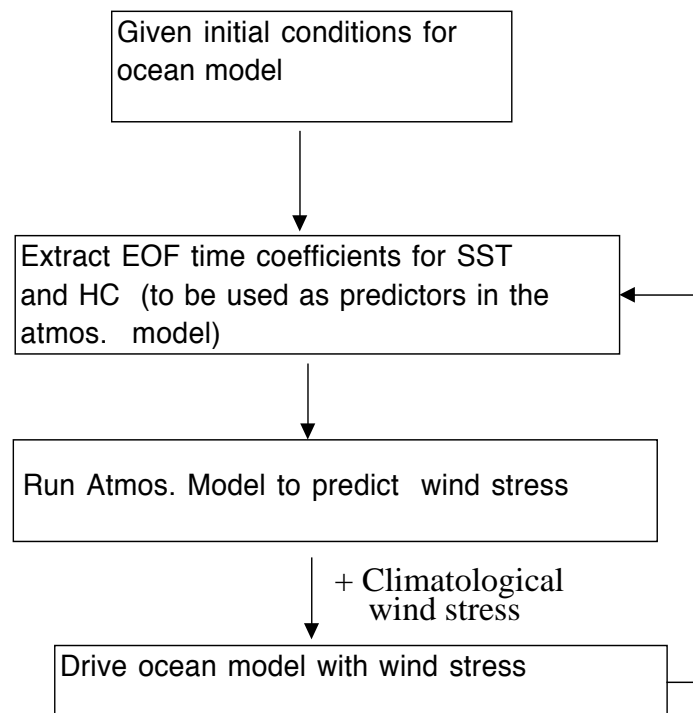 Given initial conditions for
ocean model
Extract EOF time coefficients for SST
and HC (to be used as predictors in the
atmos. model)
Run Atmos. Model to predict wind stress
+ Climatological
wind stress
Drive ocean model with wind stress